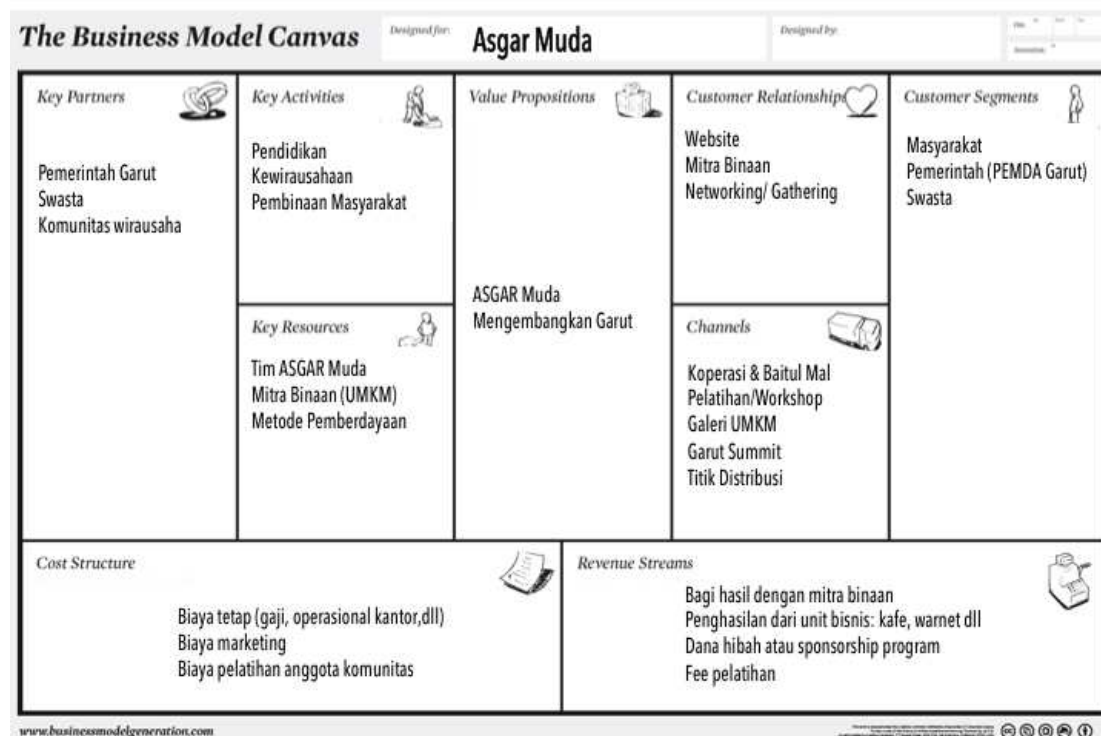 The Business Model Canvas
Designed for:
Asgar Muda
Designed by:
Key Partners
Pemerintah Garut
Swasta
Komunitas wirausaha
Key Activities
Pendidikan
Kewirausahaan
Pembinaan Masyarakat
Key Resources
Tim ASGAR Muda
Mitra Binaan (UMKM)
Metode Pemberdayaan
Value Propositions
ASGAR Muda
Mengembangkan Garut
Customer Relationships
Website
Mitra Binaan
Networking/ Gathering
Channels
Koperasi & Baitul Mal
Pelatihan/Workshop
Galeri UMKM
Garut Summit
Titik Distribusi
Customer Segments
Masyarakat
Pemerintah (PEMDA Garut)
Swasta
Cost Structure
Biaya tetap (gaji, operasional kantor,dll)
Biaya marketing
Biaya pelatihan anggota komunitas
Revenue Streams
Bagi hasil dengan mitra binaan
Penghasilan dari unit bisnis: kafe, warnet dll
Dana hibah atau sponsorship program
Fee pelatihan
www.businessmodelgeneration.com